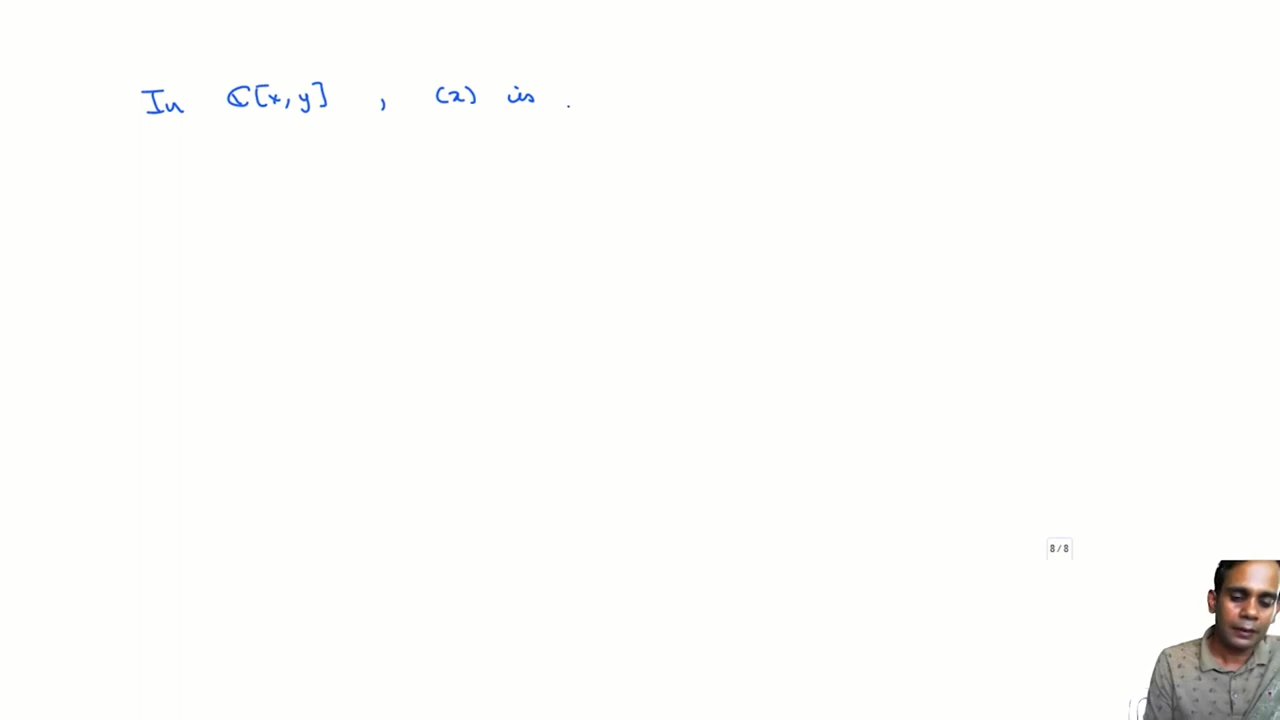 In ℂ[x, y] , (x) is .
8/8